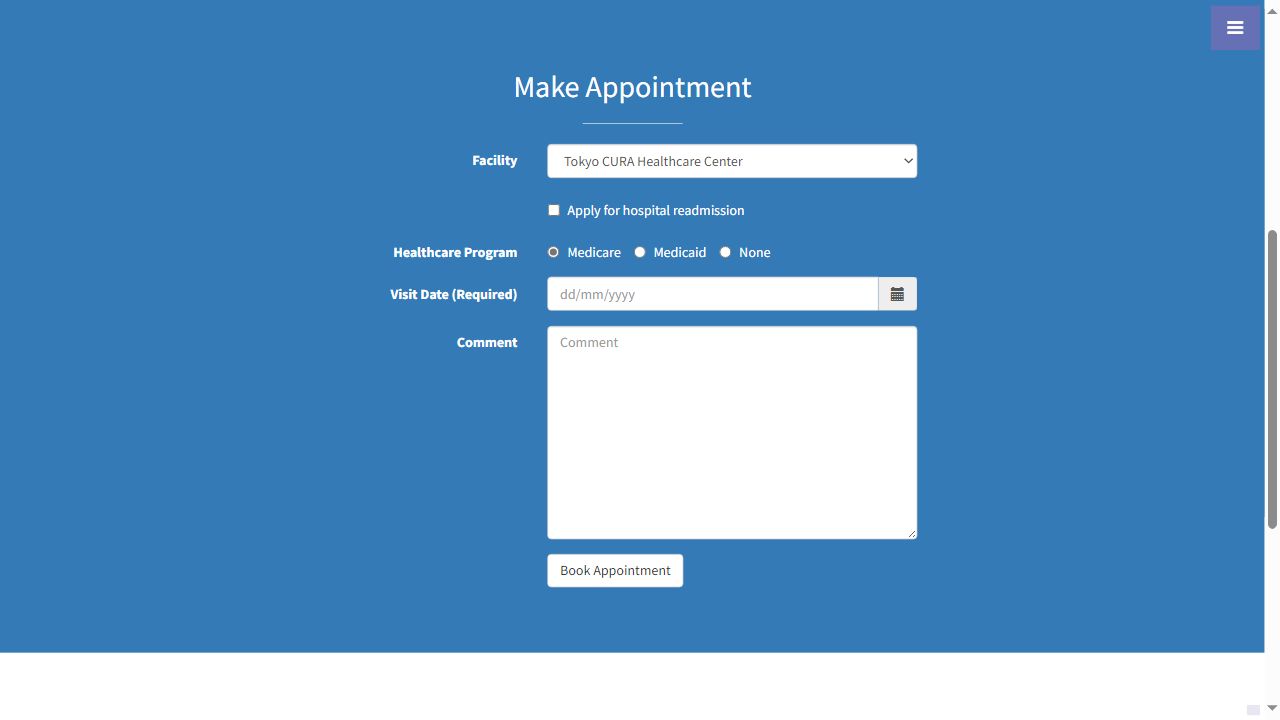 Make Appointment
Facility
Tokyo CURA Healthcare Center
Apply for hospital readmission
Healthcare Program
Medicare Medicaid None
Visit Date (Required)
dd/mm/yyyy
Comment
Comment
Book Appointment